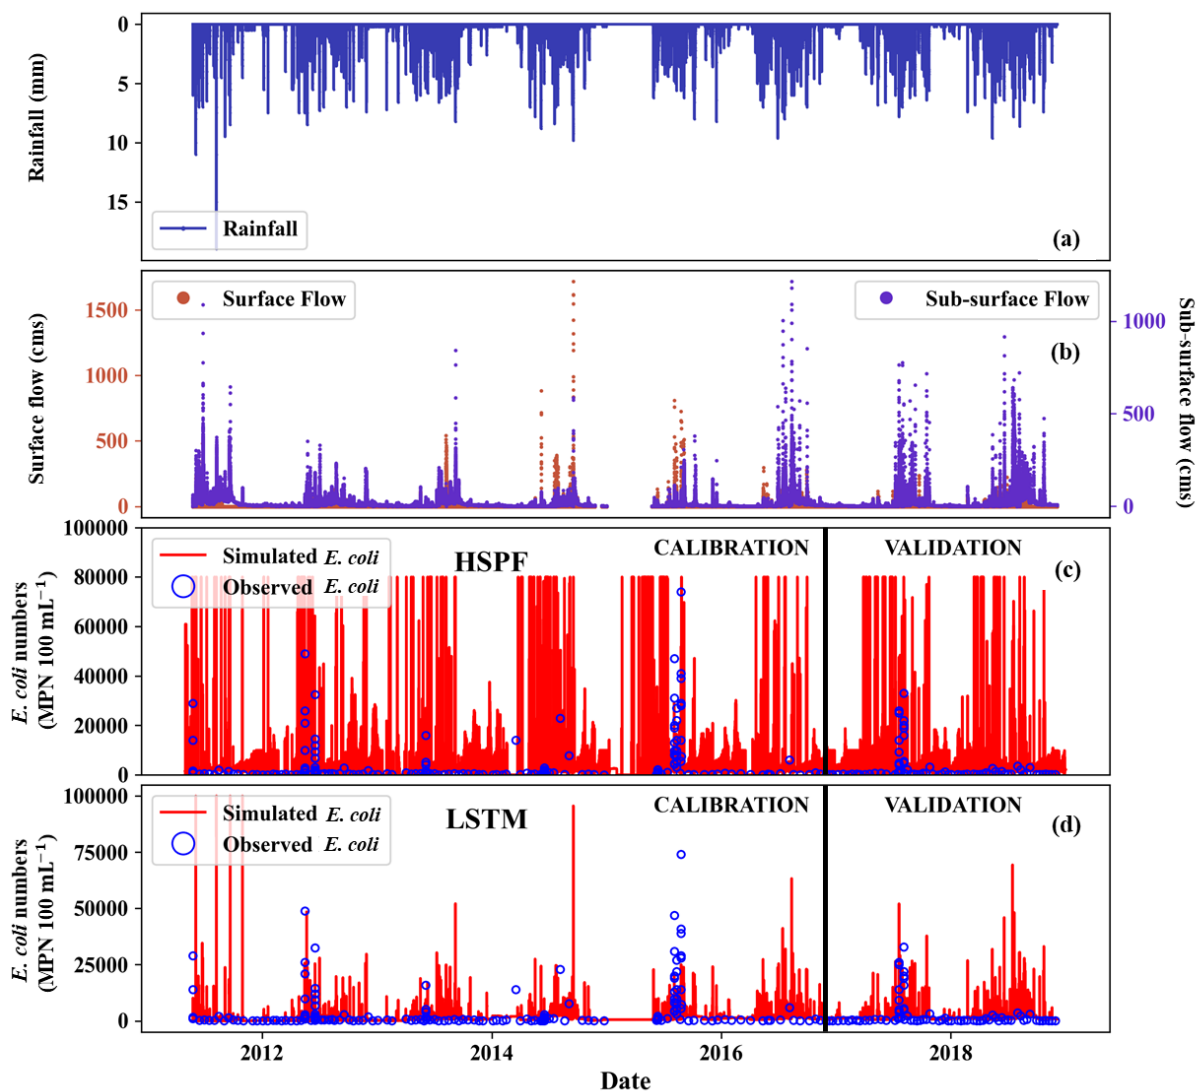 0
5
10
15
Rainfall (mm)
Rainfall
(a)
1500
1000
500
0
Surface flow (cms)
Surface Flow
Sub-surface Flow
(b)
1000
500
0
Sub-surface flow (cms)
100000
80000
60000
40000
20000
0
E. coli numbers
(MPN 100 mL⁻¹)
Simulated E. coli
Observed E. coli
HSPF
CALIBRATION
VALIDATION
(c)
100000
75000
50000
25000
0
E. coli numbers
(MPN 100 mL⁻¹)
Simulated E. coli
Observed E. coli
LSTM
CALIBRATION
VALIDATION
(d)
2012
2014
2016
2018
Date